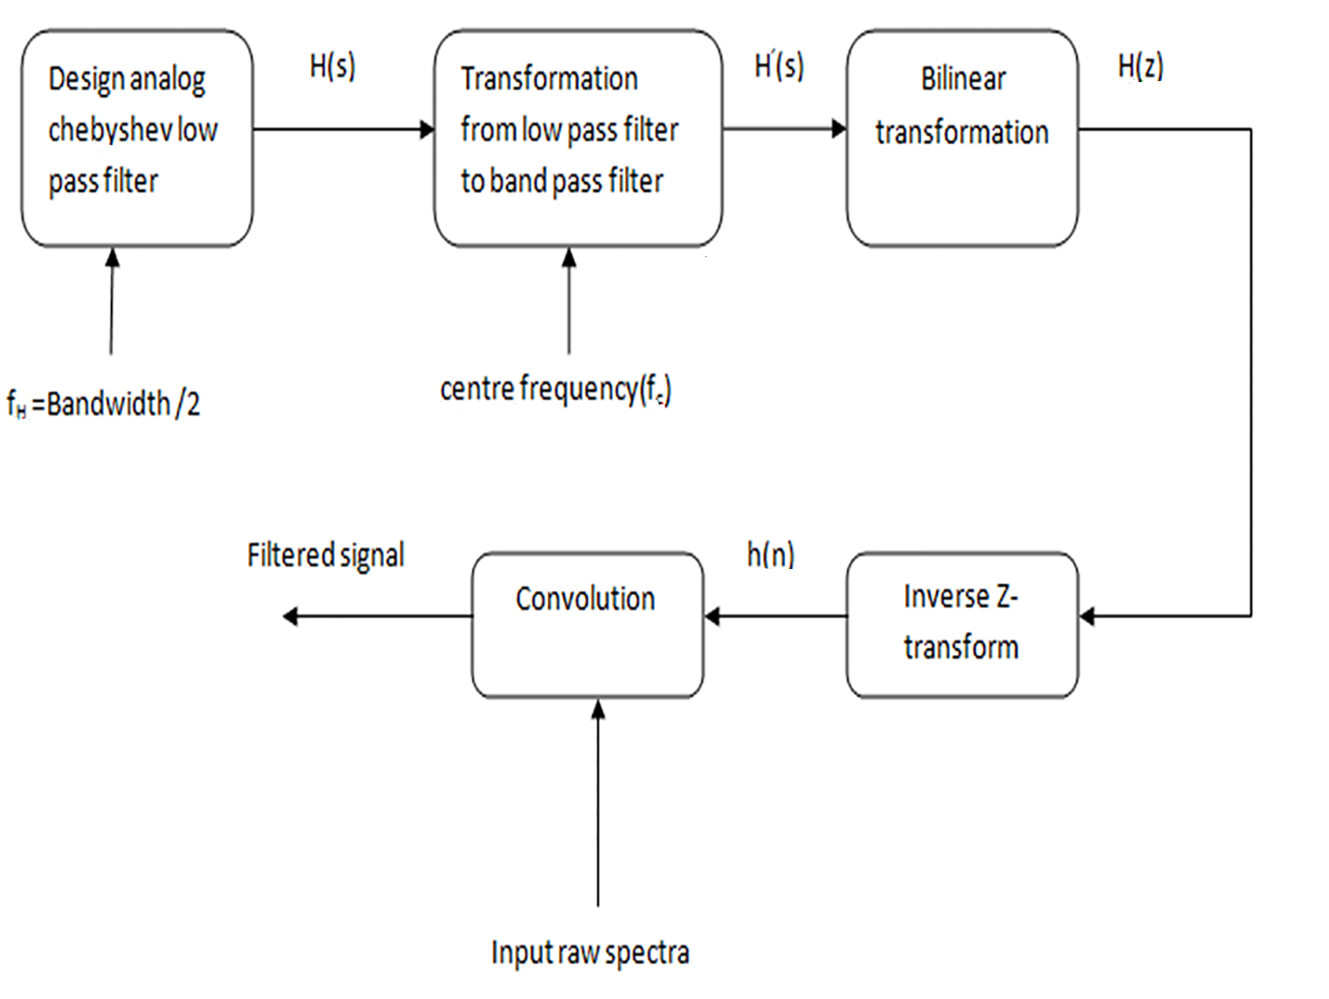 Design analog
chebyshev low
pass filter
H(s)
Transformation
from low pass filter
to band pass filter
H´(s)
Bilinear
transformation
H(z)
fH =Bandwidth /2
centre frequency(fc)
Filtered signal
Convolution
h(n)
Inverse Z-
transform
Input raw spectra